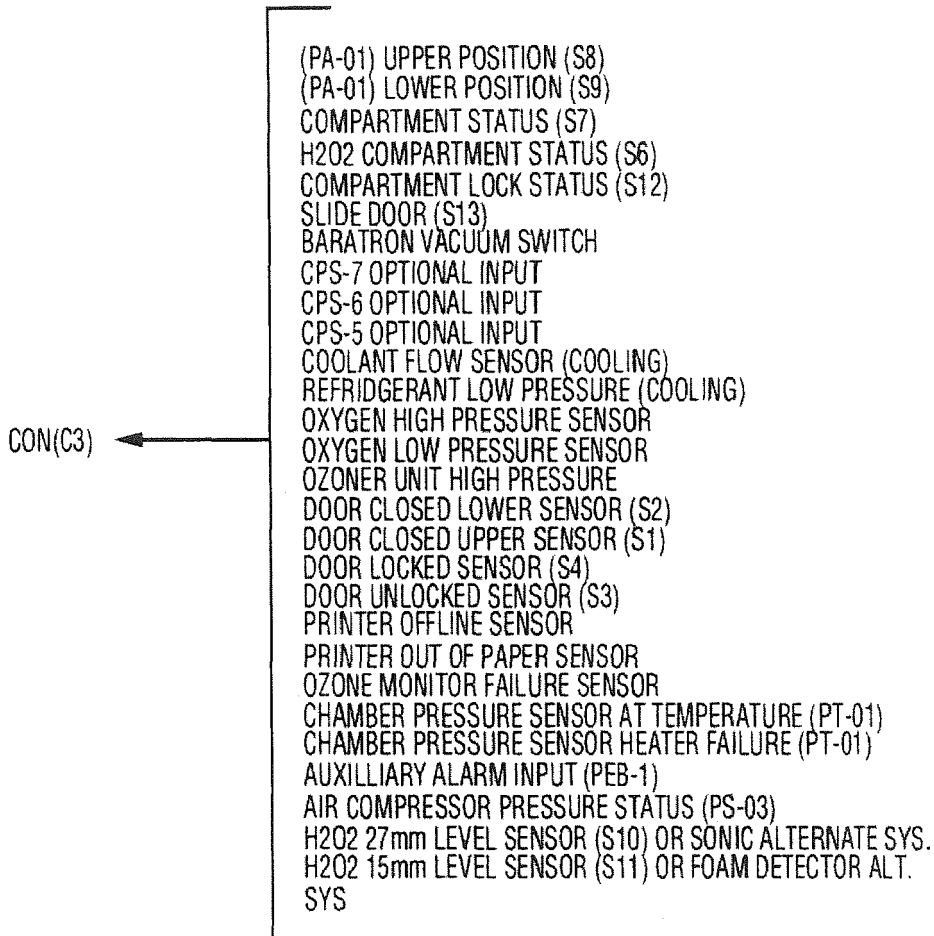 (PA-01) UPPER POSITION (S8)
(PA-01) LOWER POSITION (S9)
COMPARTMENT STATUS (S7)
H2O2 COMPARTMENT STATUS (S6)
COMPARTMENT LOCK STATUS (S12)
SLIDE DOOR (S13)
BARATRON VACUUM SWITCH
CPS-7 OPTIONAL INPUT
CPS-6 OPTIONAL INPUT
CPS-5 OPTIONAL INPUT
COOLANT FLOW SENSOR (COOLING)
REFRIDGERANT LOW PRESSURE (COOLING)
OXYGEN HIGH PRESSURE SENSOR
CON(C3)
OXYGEN LOW PRESSURE SENSOR
OZONER UNIT HIGH PRESSURE
DOOR CLOSED LOWER SENSOR (S2)
DOOR CLOSED UPPER SENSOR (S1)
DOOR LOCKED SENSOR (S4)
DOOR UNLOCKED SENSOR (S3)
PRINTER OFFLINE SENSOR
PRINTER OUT OF PAPER SENSOR
OZONE MONITOR FAILURE SENSOR
CHAMBER PRESSURE SENSOR AT TEMPERATURE (PT-01)
CHAMBER PRESSURE SENSOR HEATER FAILURE (PT-01)
AUXILLIARY ALARM INPUT (PEB-1)
AIR COMPRESSOR PRESSURE STATUS (PS-03)
H2O2 27mm LEVEL SENSOR (S10) OR SONIC ALTERNATE SYS.
H2O2 15mm LEVEL SENSOR (S11) OR FOAM DETECTOR ALT.
SYS